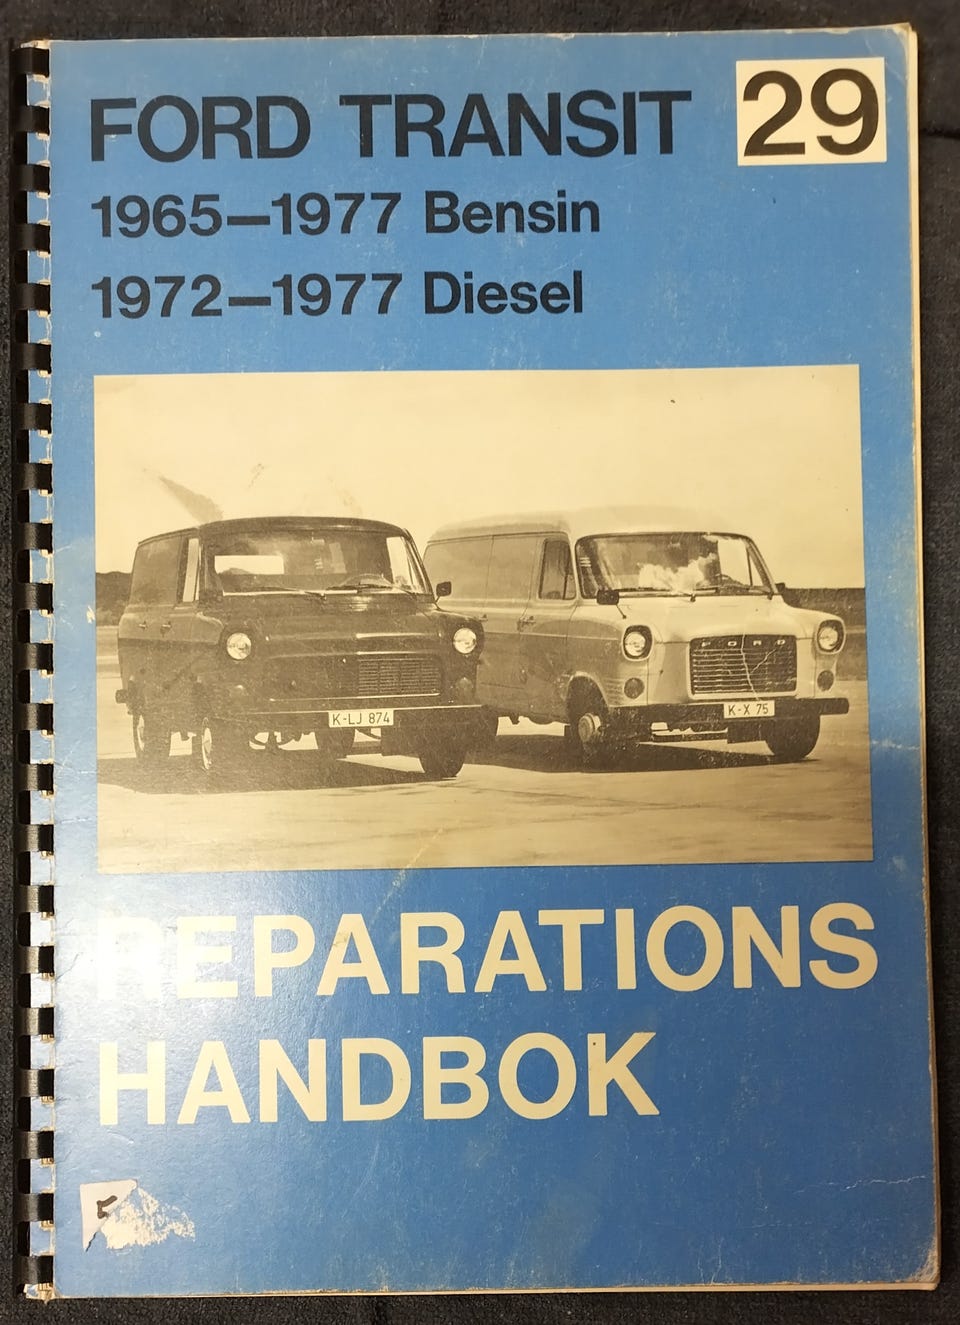 FORD TRANSIT 29
1965–1977 Bensin
1972–1977 Diesel
FORD
K-LJ 874
K-X 75
REPARATIONS
HANDBOK